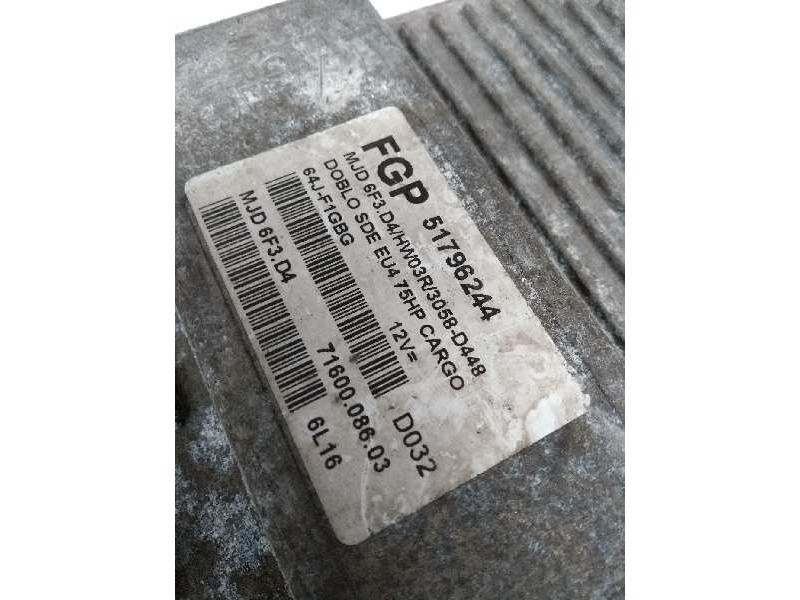 FGP 51796244
MJD 6F3.D4/HW03R/3058-D448
DOBLO SDE EU4 75HP CARGO
64J-F1GBG 12V=
D032
MJD 6F3.D4 71600.086.03
6L16